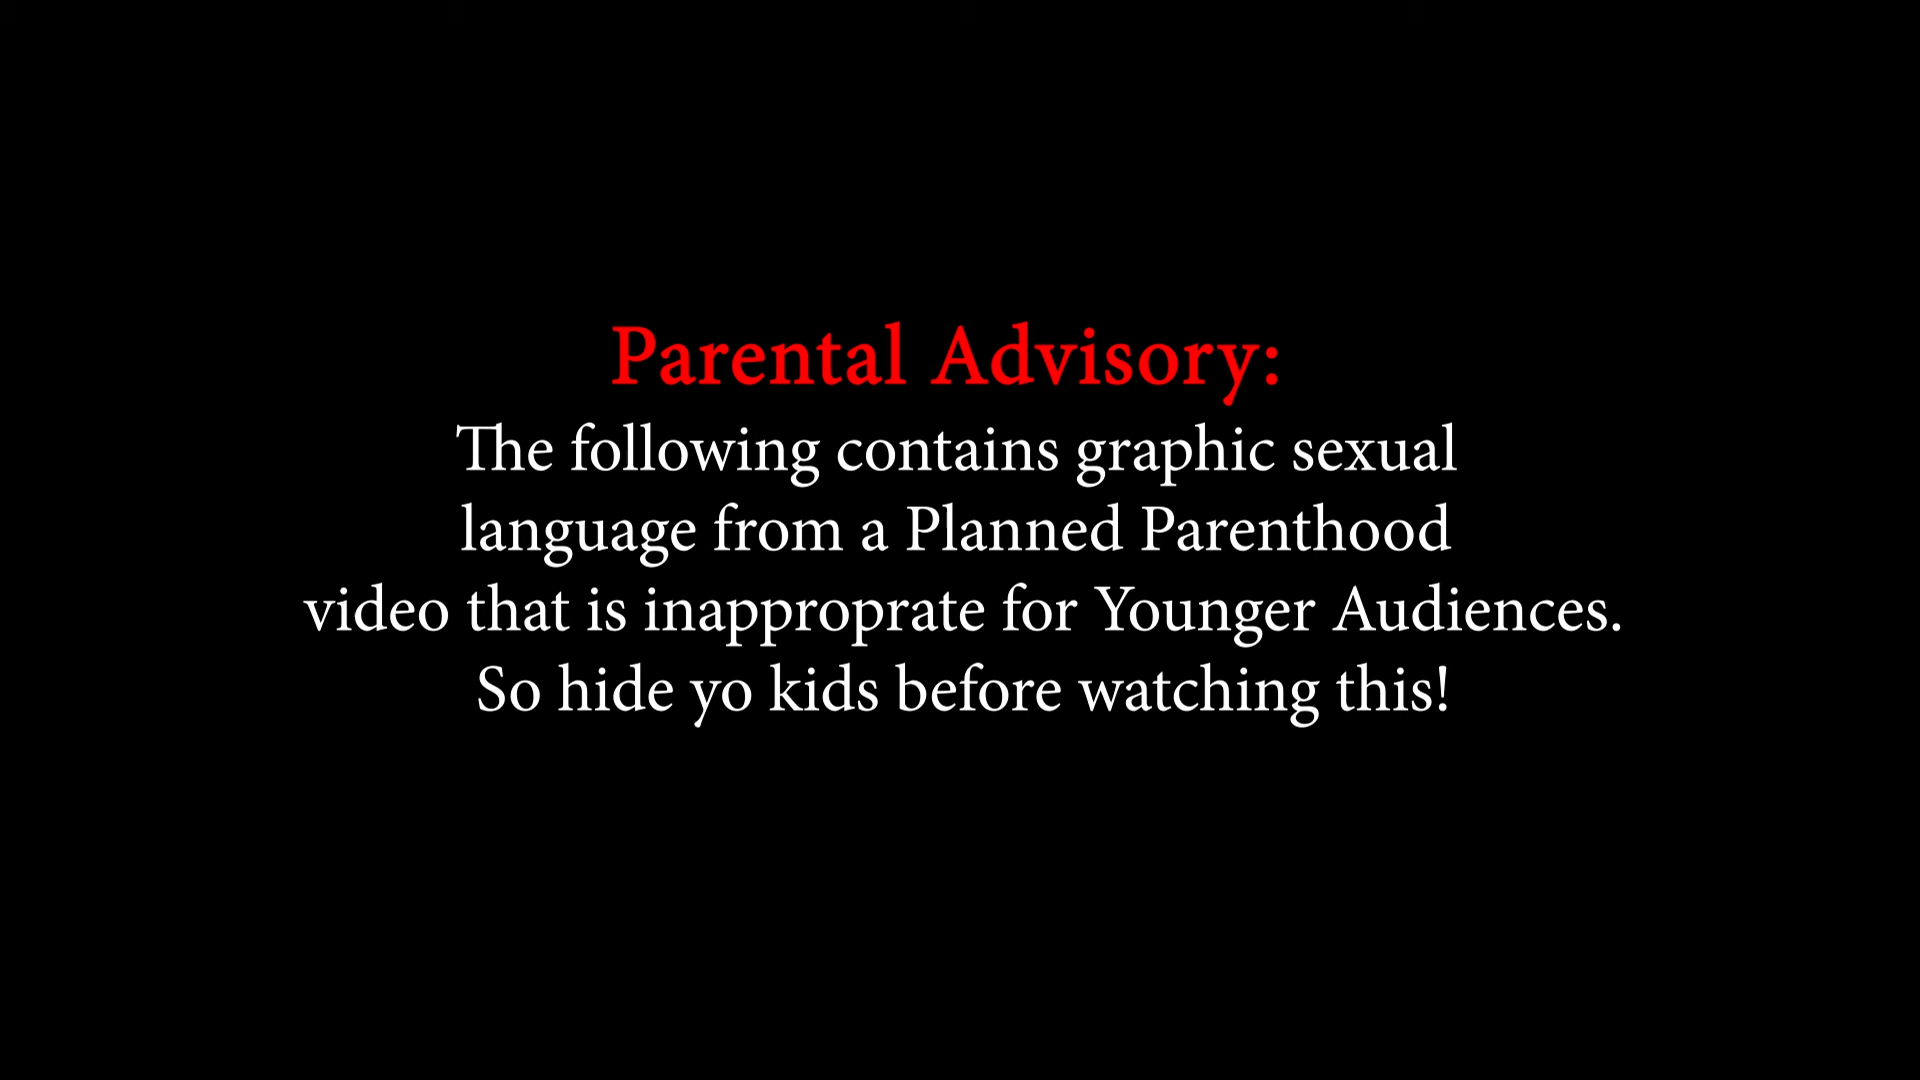 Parental Advisory:
The following contains graphic sexual
language from a Planned Parenthood
video that is inapproprate for Younger Audiences.
So hide yo kids before watching this!